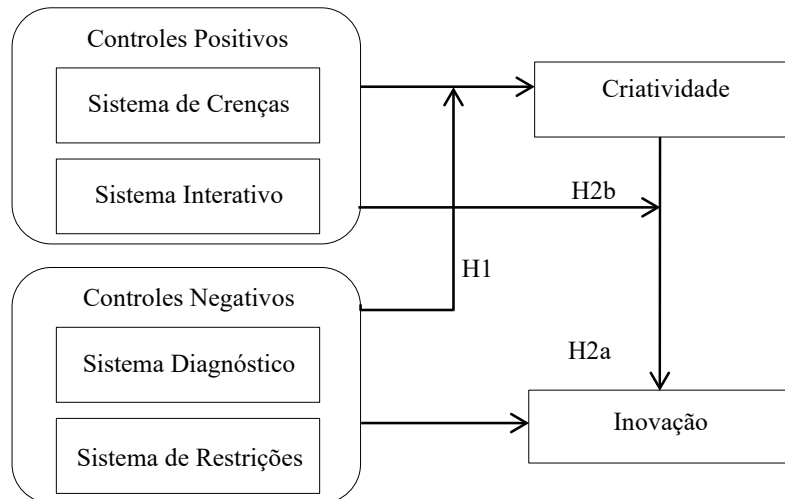 Controles Positivos
Sistema de Crenças
Sistema Interativo
Criatividade
H2b
H1
Controles Negativos
Sistema Diagnóstico
Sistema de Restrições
H2a
Inovação